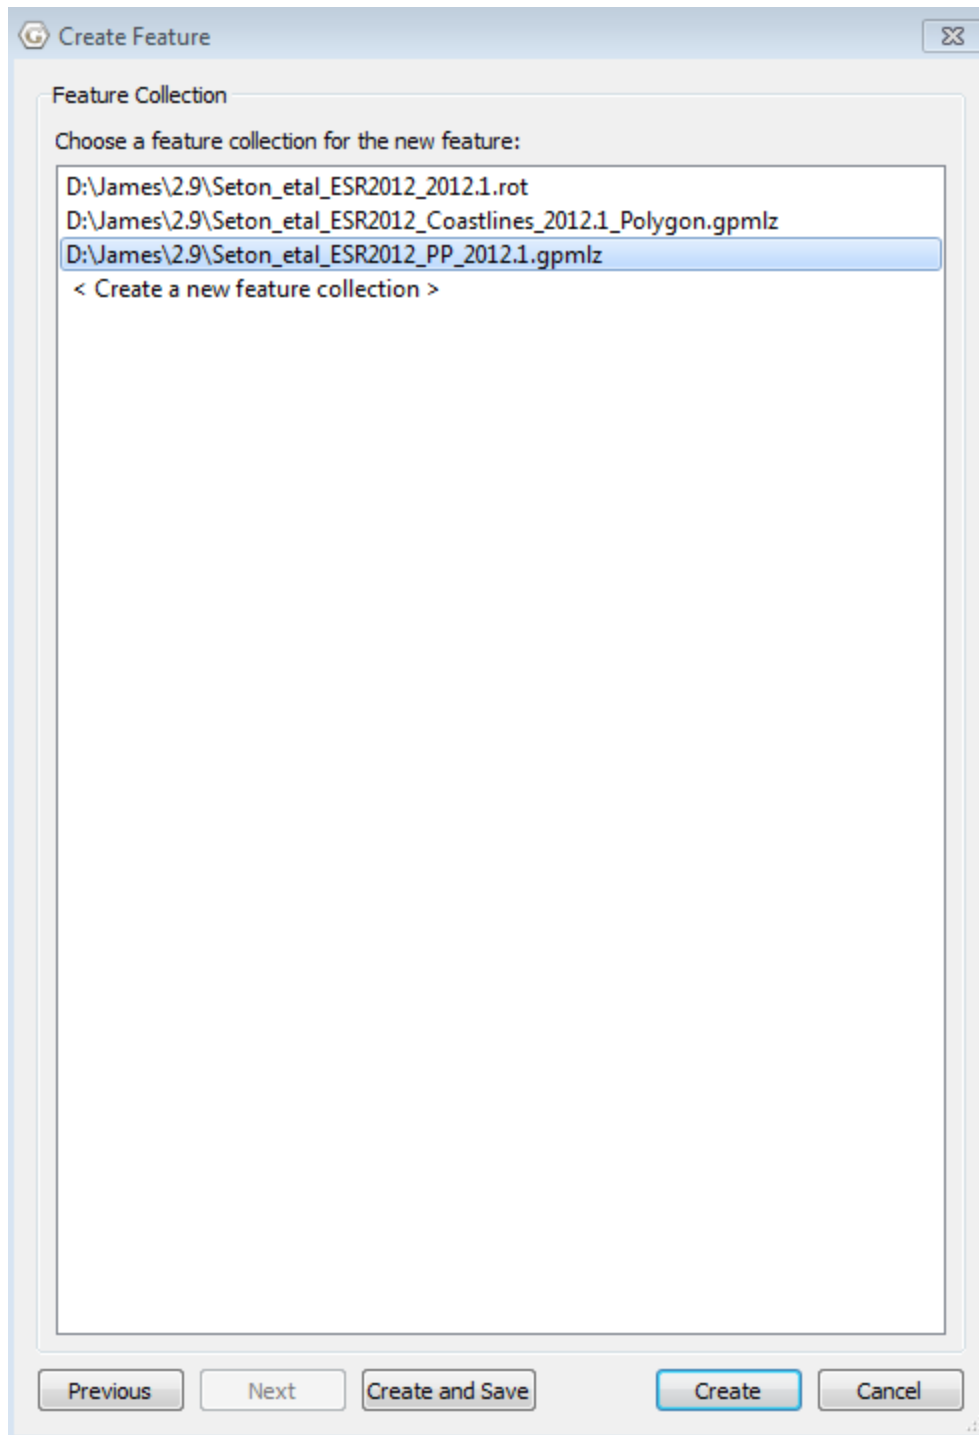 Create Feature
Feature Collection
Choose a feature collection for the new feature:
D:\James\2.9\Seton_etal_ESR2012_2012.1.rot
D:\James\2.9\Seton_etal_ESR2012_Coastlines_2012.1_Polygon.gpmlz
D:\James\2.9\Seton_etal_ESR2012_PP_2012.1.gpmlz
< Create a new feature collection >
Previous Next Create and Save Create Cancel